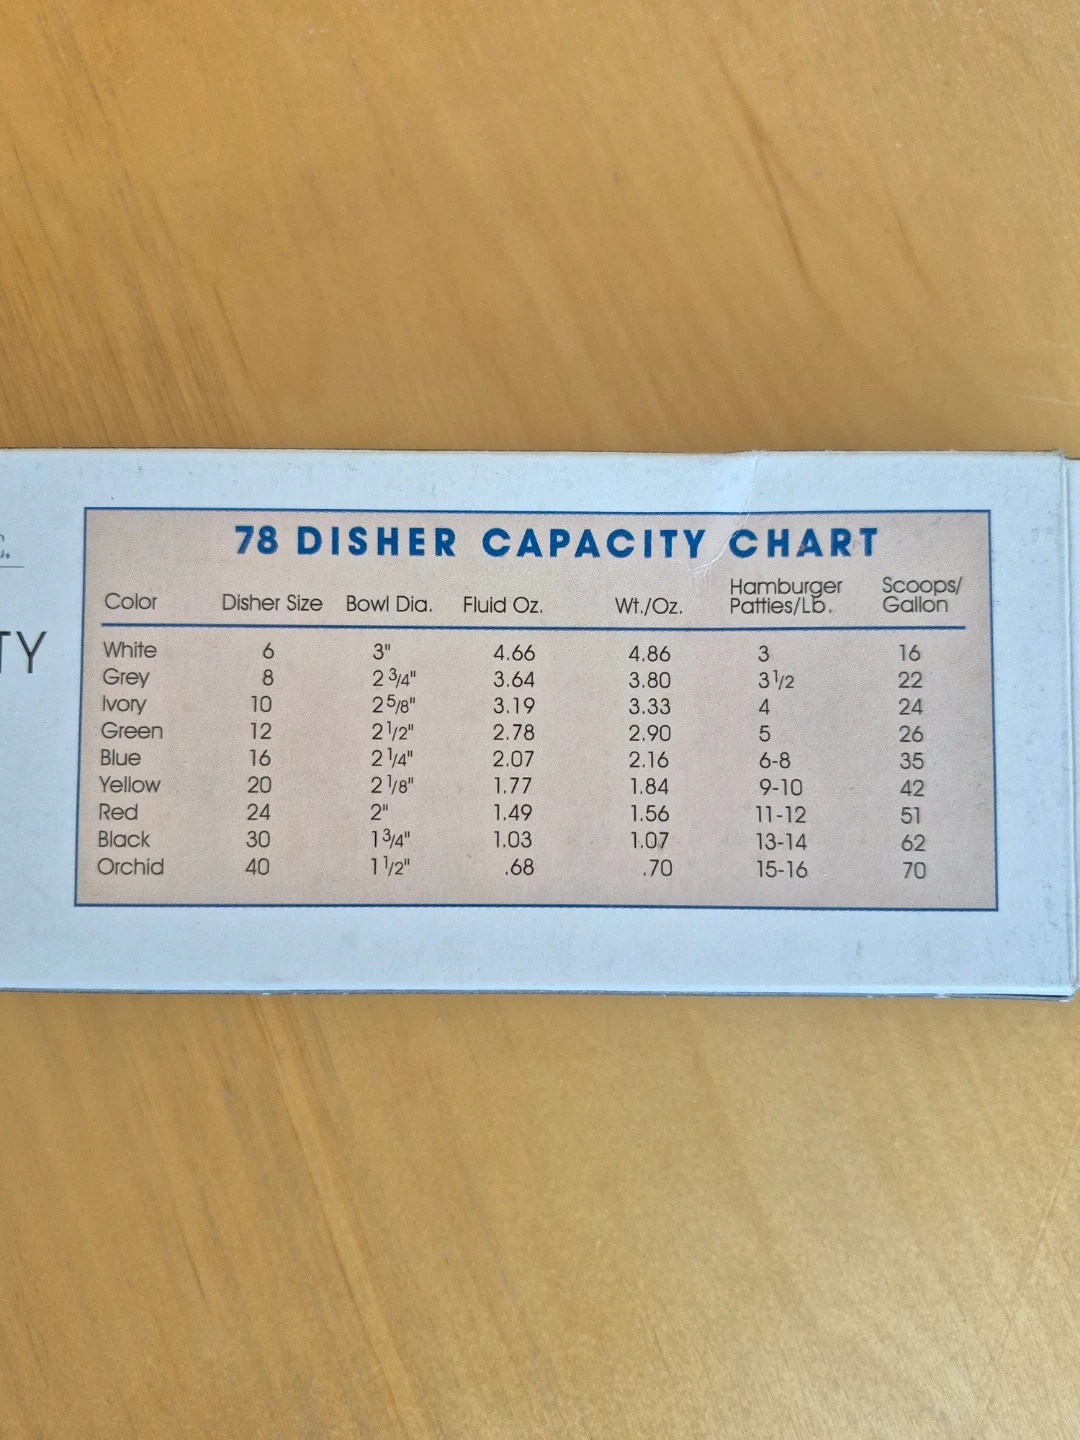 TY
78 DISHER CAPACITY CHART
Color Disher Size Bowl Dia. Fluid Oz. Wt./Oz. Hamburger Patties/Lb. Scoops/Gallon
White 6 3" 4.66 4.86 3 16
Grey 8 2 3/4" 3.64 3.80 3 1/2 22
Ivory 10 2 5/8" 3.19 3.33 4 24
Green 12 2 1/2" 2.78 2.90 5 26
Blue 16 2 1/4" 2.07 2.16 6-8 35
Yellow 20 2 1/8" 1.77 1.84 9-10 42
Red 24 2" 1.49 1.56 11-12 51
Black 30 1 3/4" 1.03 1.07 13-14 62
Orchid 40 1 1/2" .68 .70 15-16 70